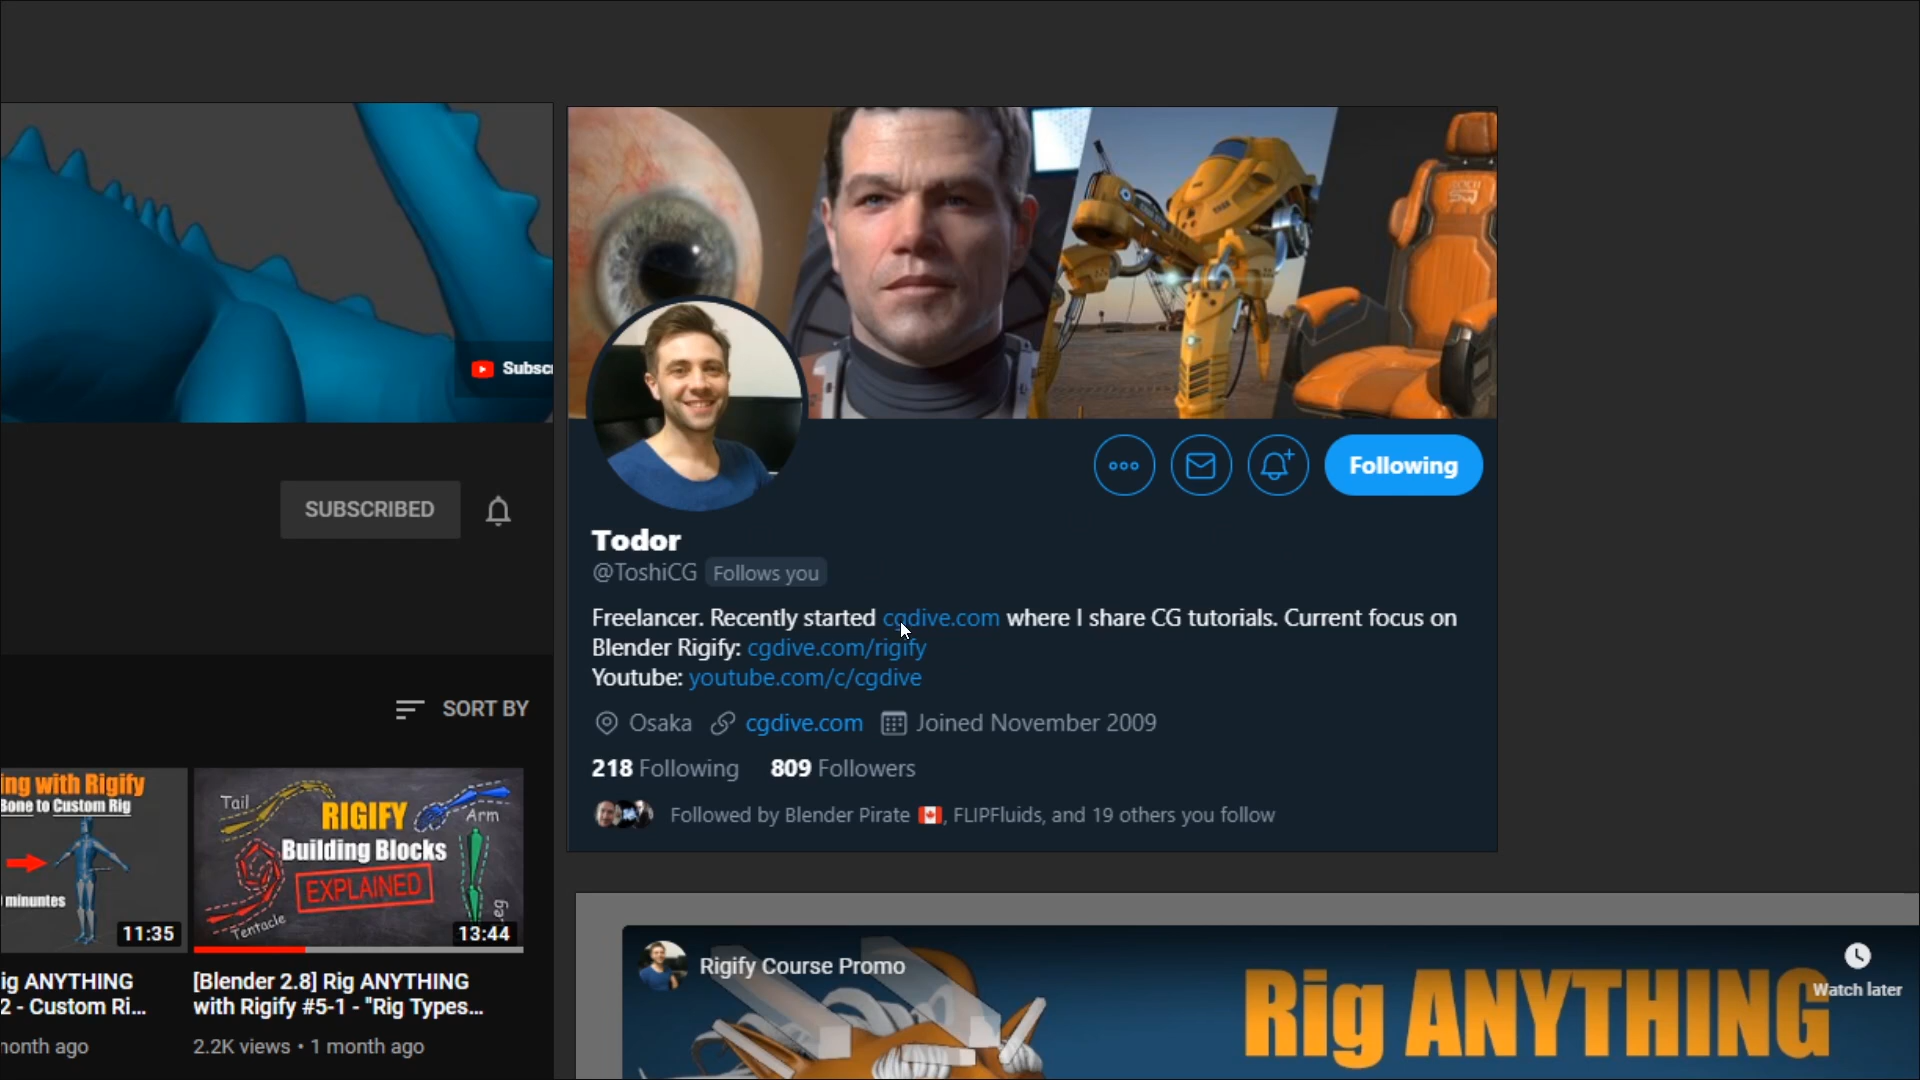 Subscr
SUBSCRIBED
SORT BY
ing with Rigify
Bone to Custom Rig
minuntes
11:35
Tail
RIGIFY
Arm
Building Blocks
EXPLAINED
Tentacle
eg
13:44
ig ANYTHING
2 - Custom Ri...
month ago
[Blender 2.8] Rig ANYTHING
with Rigify #5-1 - "Rig Types...
2.2K views • 1 month ago
Following
Todor
@ToshiCG Follows you
Freelancer. Recently started cgdive.com where I share CG tutorials. Current focus on
Blender Rigify: cgdive.com/rigify
Youtube: youtube.com/c/cgdive
Osaka cgdive.com Joined November 2009
218 Following 809 Followers
Followed by Blender Pirate 🇨🇦, FLIPFluids, and 19 others you follow
Rigify Course Promo
Rig ANYTHING
Watch later